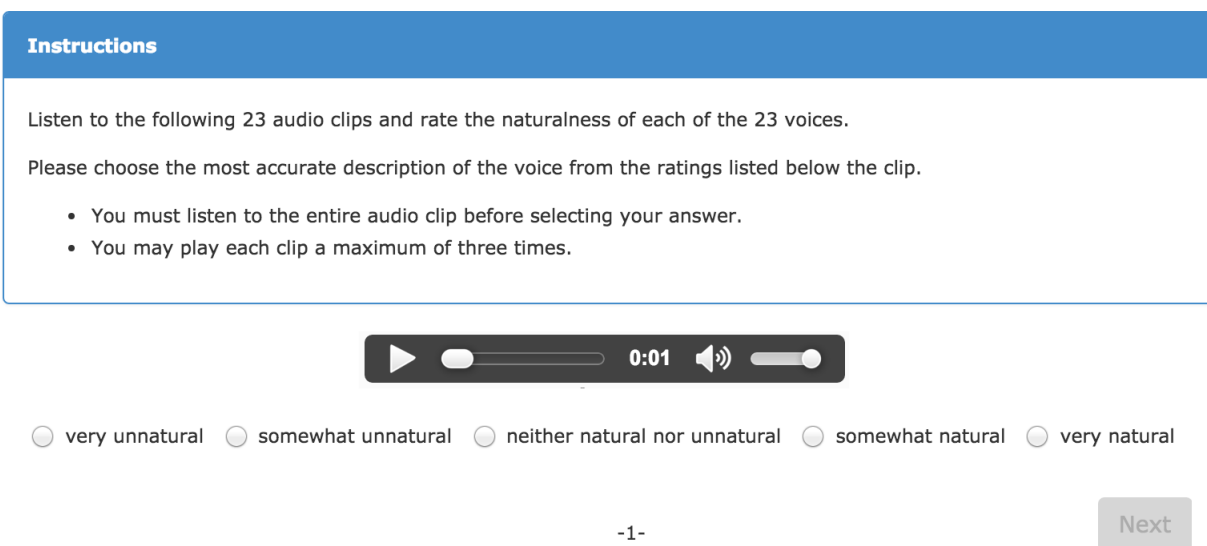 Instructions
Listen to the following 23 audio clips and rate the naturalness of each of the 23 voices.
Please choose the most accurate description of the voice from the ratings listed below the clip.
• You must listen to the entire audio clip before selecting your answer.
• You may play each clip a maximum of three times.
0:01
very unnatural somewhat unnatural neither natural nor unnatural somewhat natural very natural
-1-
Next